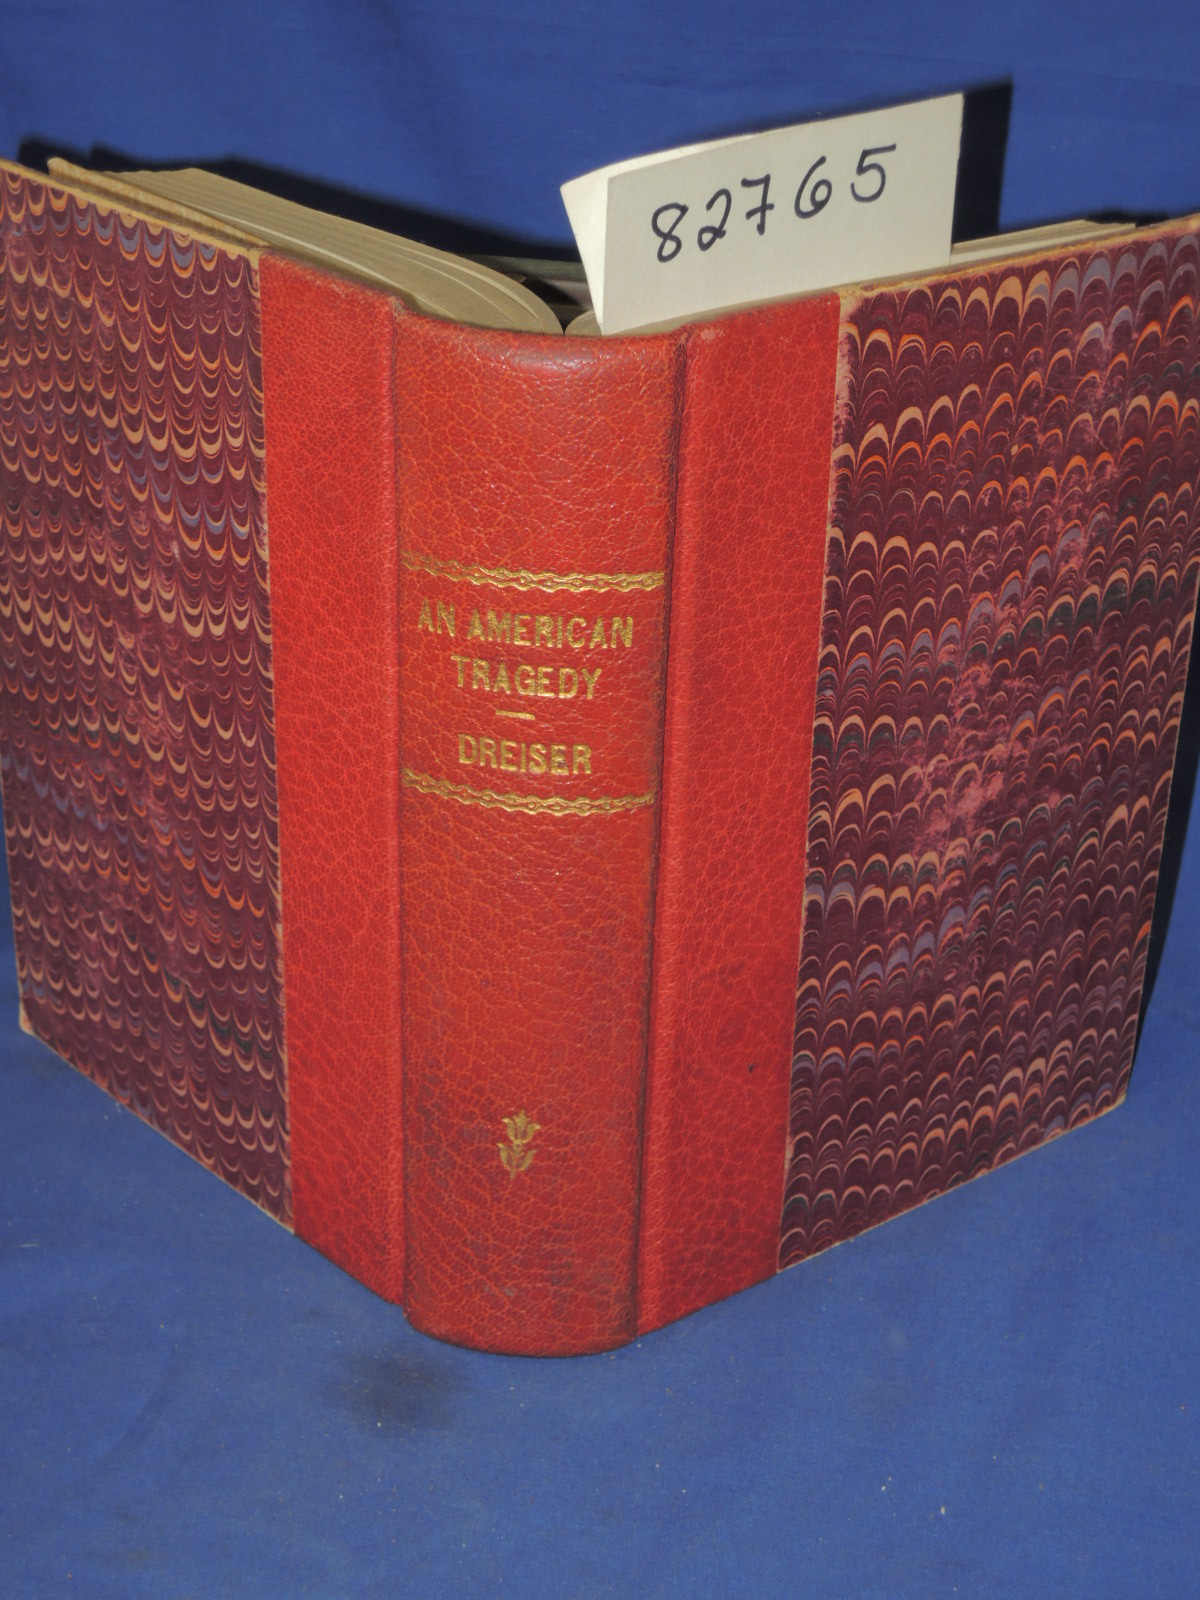 82765
AN AMERICAN
TRAGEDY
DREISER